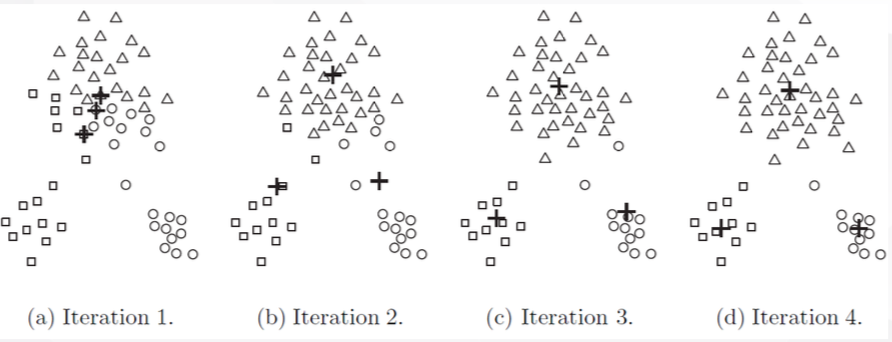 (a) Iteration 1.
(b) Iteration 2.
(c) Iteration 3.
(d) Iteration 4.